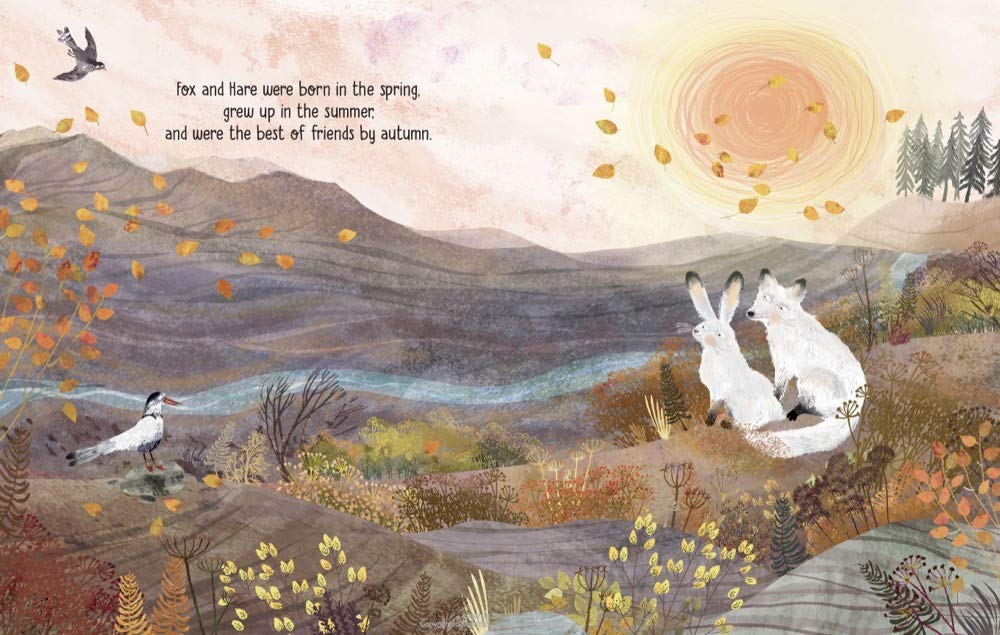 Fox and Hare were born in the spring,
grew up in the summer,
and were the best of friends by autumn.